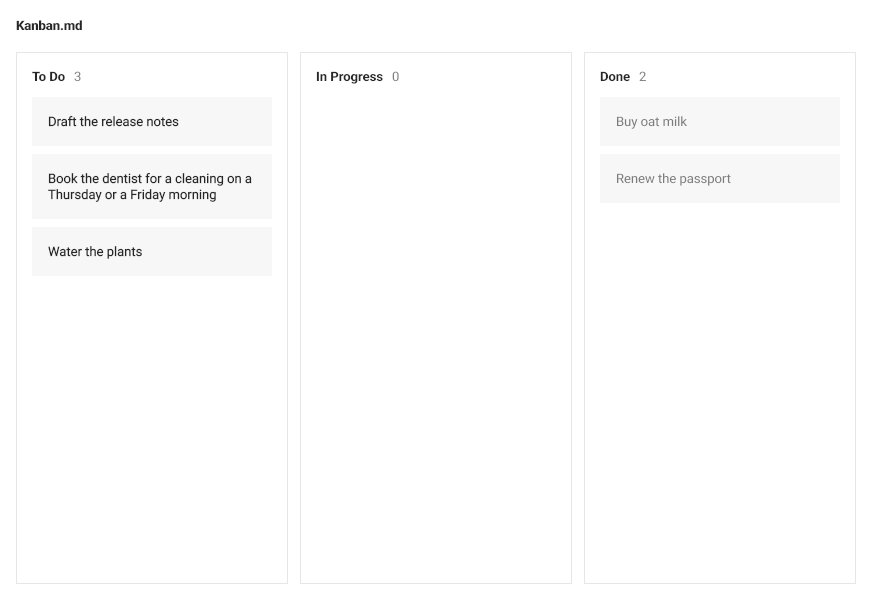 Kanban.md
To Do 3
Draft the release notes
Book the dentist for a cleaning on a
Thursday or a Friday morning
Water the plants
In Progress 0
Done 2
Buy oat milk
Renew the passport